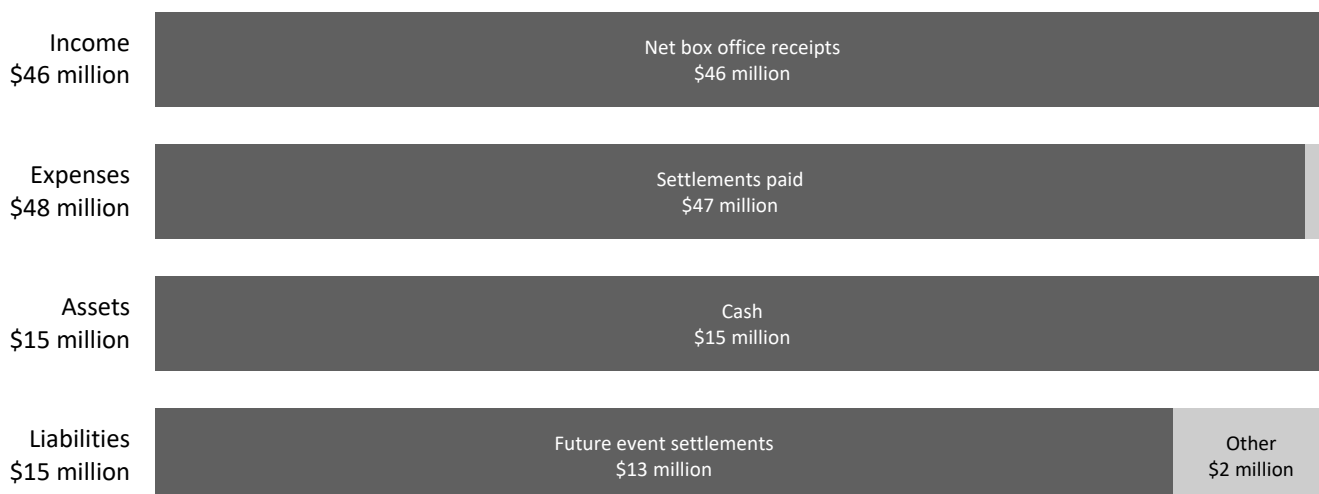 Income
$46 million
Net box office receipts
$46 million
Expenses
$48 million
Settlements paid
$47 million
Assets
$15 million
Cash
$15 million
Liabilities
$15 million
Future event settlements
$13 million
Other
$2 million